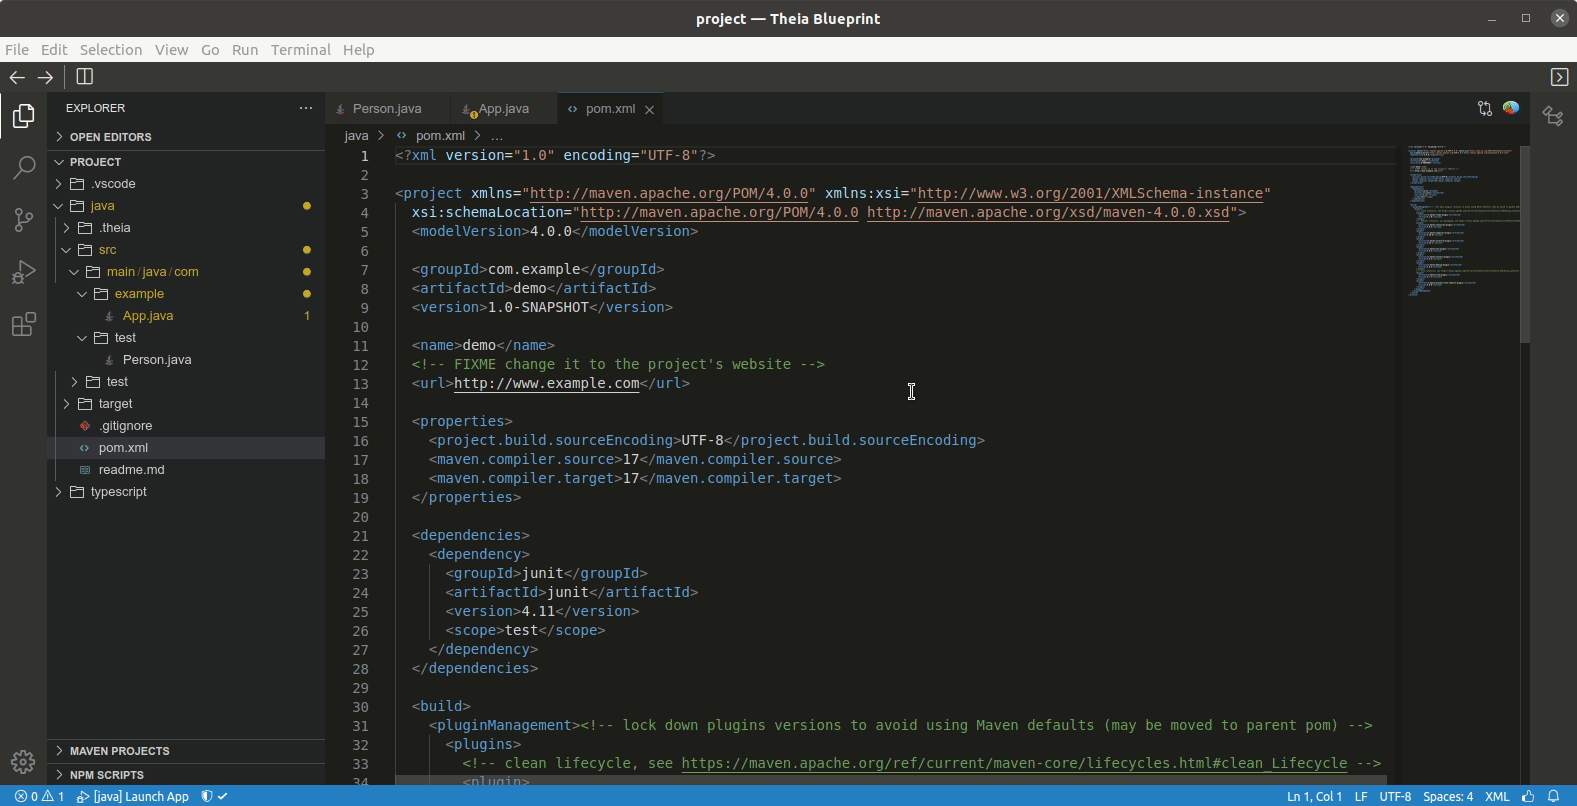 project — Theia Blueprint
File Edit Selection View Go Run Terminal Help
EXPLORER
OPEN EDITORS
PROJECT
.vscode
java
.theia
src
main/java/com
example
App.java 1
test
Person.java
test
target
.gitignore
pom.xml
readme.md
typescript
MAVEN PROJECTS
NPM SCRIPTS
Person.java App.java pom.xml
java > pom.xml > ...
1 <?xml version="1.0" encoding="UTF-8"?>
2
3 <project xmlns="http://maven.apache.org/POM/4.0.0" xmlns:xsi="http://www.w3.org/2001/XMLSchema-instance"
4 xsi:schemaLocation="http://maven.apache.org/POM/4.0.0 http://maven.apache.org/xsd/maven-4.0.0.xsd">
5 <modelVersion>4.0.0</modelVersion>
6
7 <groupId>com.example</groupId>
8 <artifactId>demo</artifactId>
9 <version>1.0-SNAPSHOT</version>
10
11 <name>demo</name>
12 <!-- FIXME change it to the project's website -->
13 <url>http://www.example.com</url>
14
15 <properties>
16 <project.build.sourceEncoding>UTF-8</project.build.sourceEncoding>
17 <maven.compiler.source>17</maven.compiler.source>
18 <maven.compiler.target>17</maven.compiler.target>
19 </properties>
20
21 <dependencies>
22 <dependency>
23 <groupId>junit</groupId>
24 <artifactId>junit</artifactId>
25 <version>4.11</version>
26 <scope>test</scope>
27 </dependency>
28 </dependencies>
29
30 <build>
31 <pluginManagement><!-- lock down plugins versions to avoid using Maven defaults (may be moved to parent pom) -->
32 <plugins>
33 <!-- clean lifecycle, see https://maven.apache.org/ref/current/maven-core/lifecycles.html#clean_Lifecycle -->
34 <plugin>
0 1 [java] Launch App Ln 1, Col 1 LF UTF-8 Spaces: 4 XML